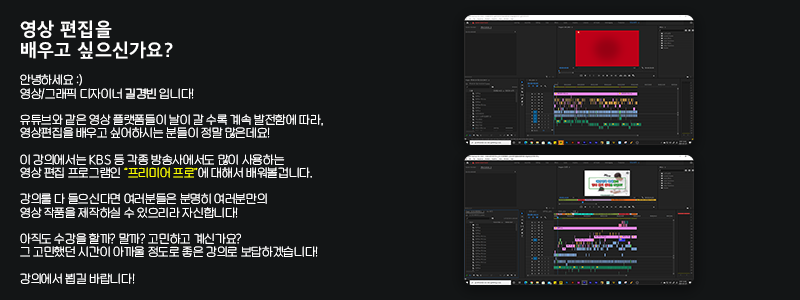 영상 편집을
배우고 싶으신가요?
안녕하세요 :)
영상/그래픽 디자이너 길경빈 입니다!
유튜브와 같은 영상 플랫폼들이 날이 갈 수록 계속 발전함에 따라,
영상편집을 배우고 싶어하시는 분들이 정말 많은데요!
이 강의에서는 KBS 등 각종 방송사에서도 많이 사용하는
영상 편집 프로그램인 "프리미어 프로"에 대해서 배워볼겁니다.
강의를 다 들으신다면 여러분들은 분명히 여러분만의
영상 작품을 제작하실 수 있으리라 자신합니다!
아직도 수강을 할까? 말까? 고민하고 계신가요?
그 고민했던 시간이 아까울 정도로 좋은 강의로 보답하겠습니다!
강의에서 뵙길 바랍니다!